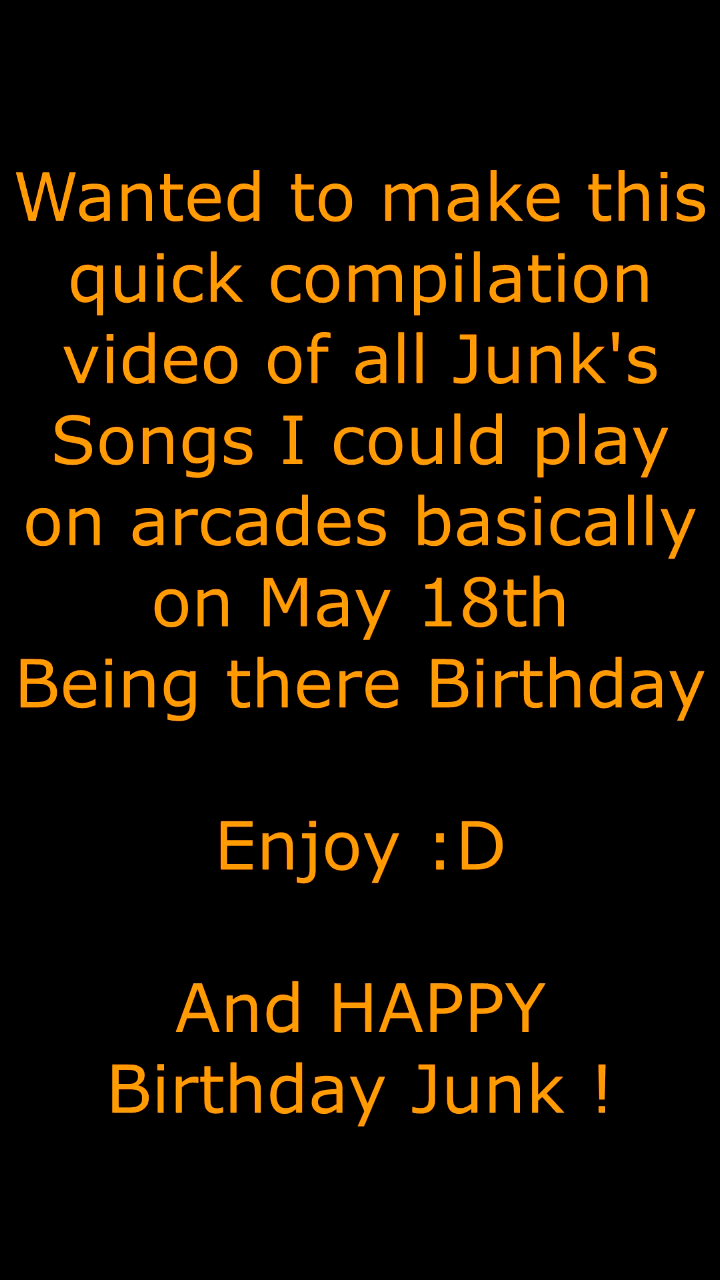 Wanted to make this
quick compilation
video of all Junk's
Songs I could play
on arcades basically
on May 18th
Being there Birthday
Enjoy :D
And HAPPY
Birthday Junk !